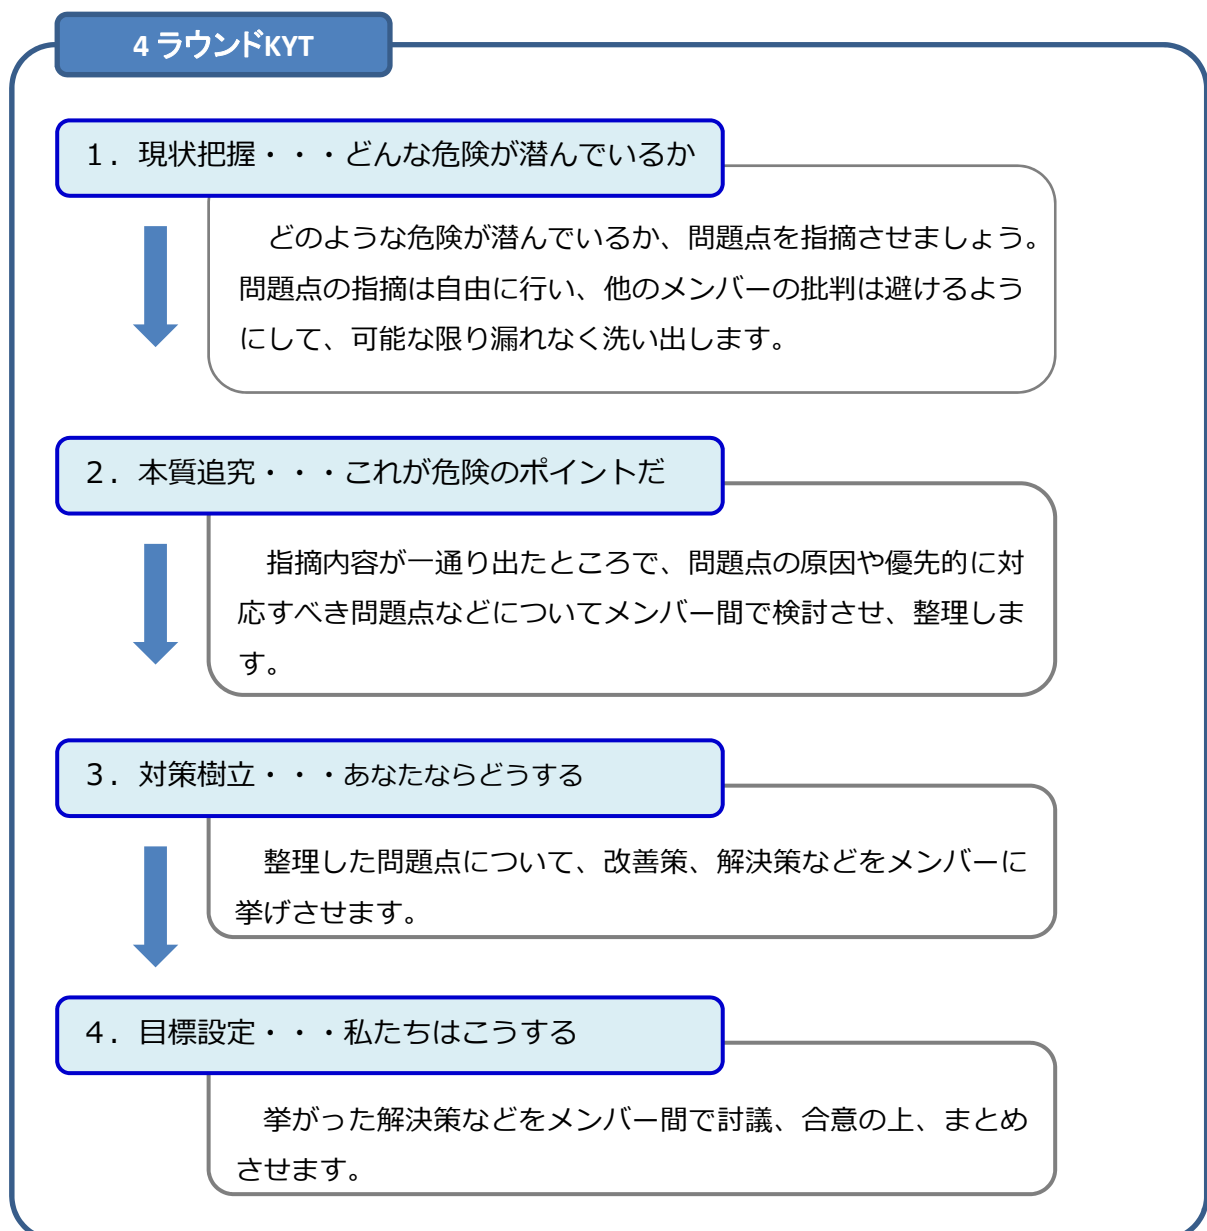 4 ラウンドKYT
１．現状把握・・・どんな危険が潜んでいるか
どのような危険が潜んでいるか、問題点を指摘させましょう。
問題点の指摘は自由に行い、他のメンバーの批判は避けるよう
にして、可能な限り漏れなく洗い出します。
２．本質追究・・・これが危険のポイントだ
指摘内容が一通り出たところで、問題点の原因や優先的に対
応すべき問題点などについてメンバー間で検討させ、整理しま
す。
３．対策樹立・・・あなたならどうする
整理した問題点について、改善策、解決策などをメンバーに
挙げさせます。
４．目標設定・・・私たちはこうする
挙がった解決策などをメンバー間で討議、合意の上、まとめ
させます。